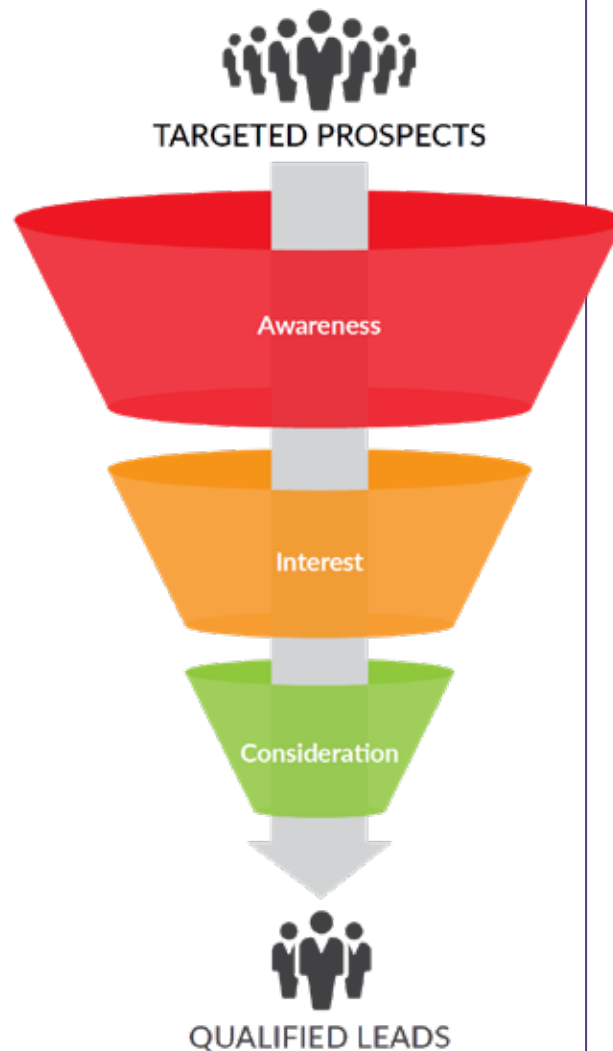 TARGETED PROSPECTS
Awareness
Interest
Consideration
QUALIFIED LEADS